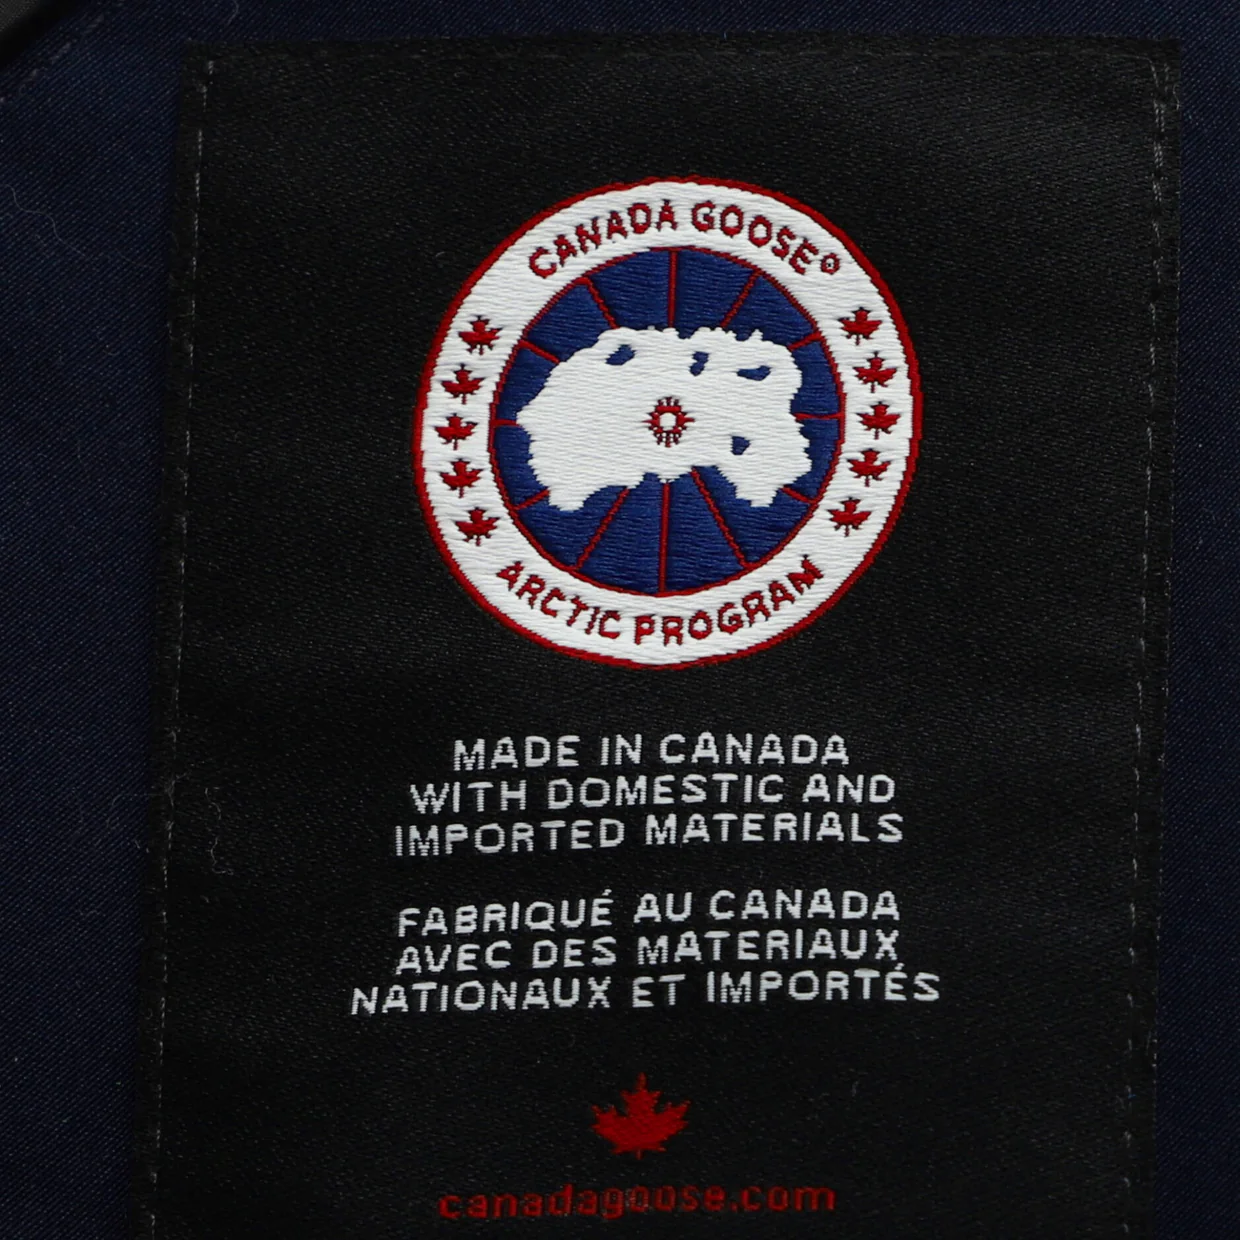 CANADA GOOSE®
ARCTIC PROGRAM
MADE IN CANADA
WITH DOMESTIC AND
IMPORTED MATERIALS
FABRIQUÉ AU CANADA
AVEC DES MATERIAUX
NATIONAUX ET IMPORTÉS
canadagoose.com